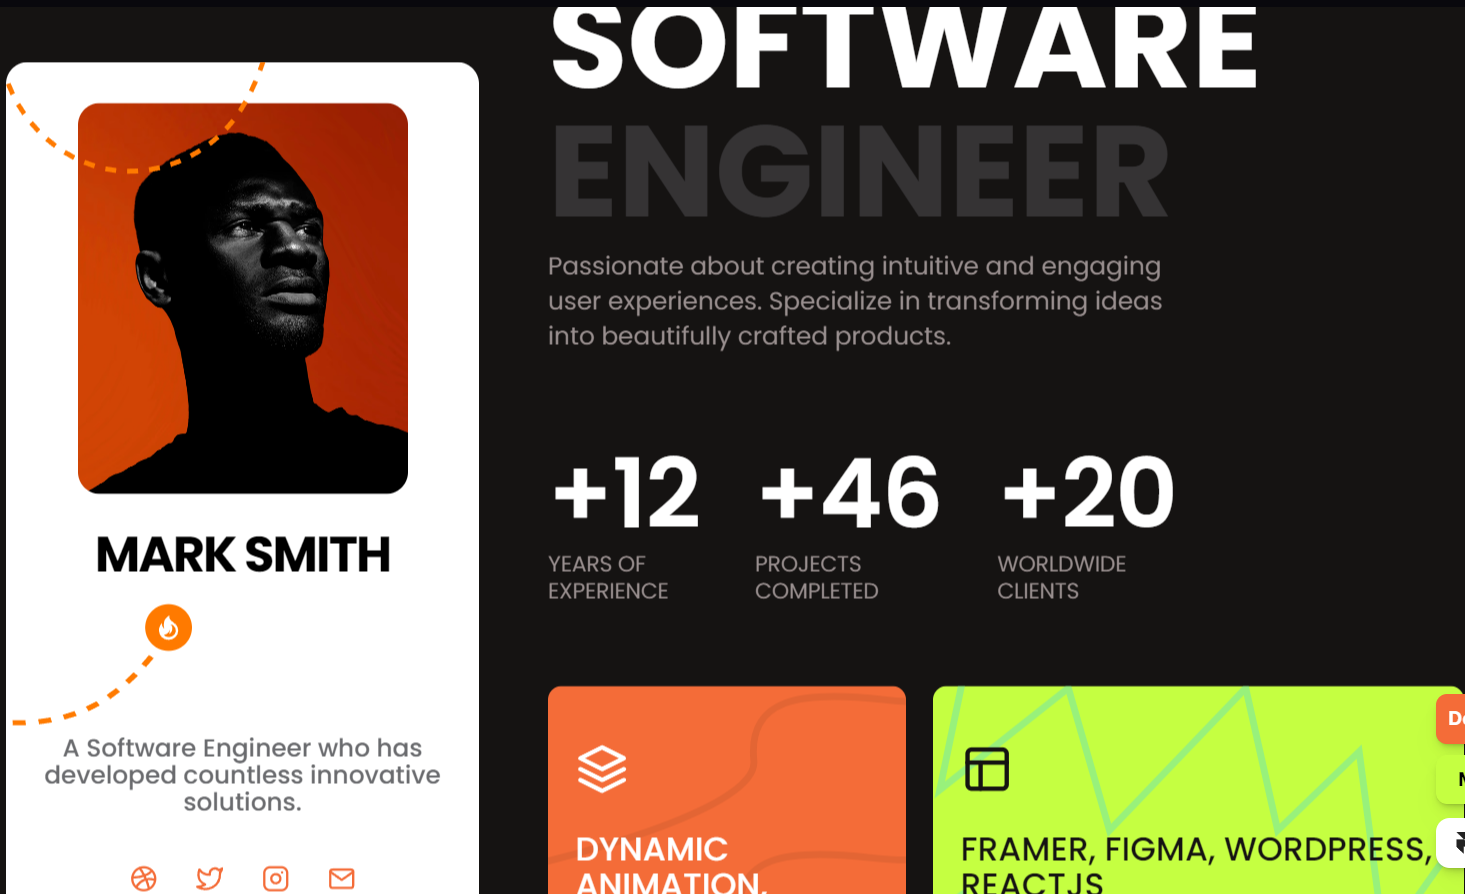 SOFTWARE
ENGINEER
Passionate about creating intuitive and engaging
user experiences. Specialize in transforming ideas
into beautifully crafted products.
+12
YEARS OF
EXPERIENCE
+46
PROJECTS
COMPLETED
+20
WORLDWIDE
CLIENTS
MARK SMITH
A Software Engineer who has
developed countless innovative
solutions.
DYNAMIC
ANIMATION,
FRAMER, FIGMA, WORDPRESS,
REACTJS